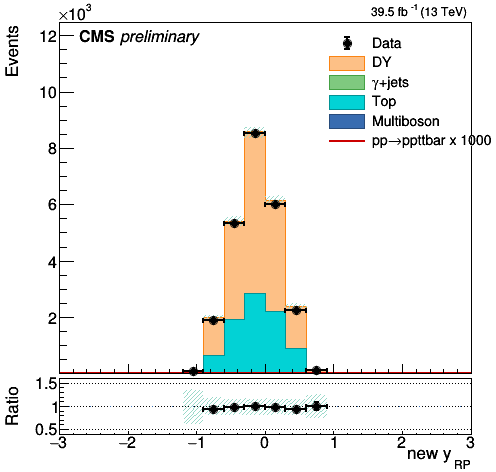 ×10³
39.5 fb⁻¹ (13 TeV)
CMS preliminary
Events
12
10
8
6
4
2
Data
DY
γ+jets
Top
Multiboson
pp→ppttbar x 1000
Ratio
1.5
1
0.5
−3 −2 −1 0 1 2 3
new y RP